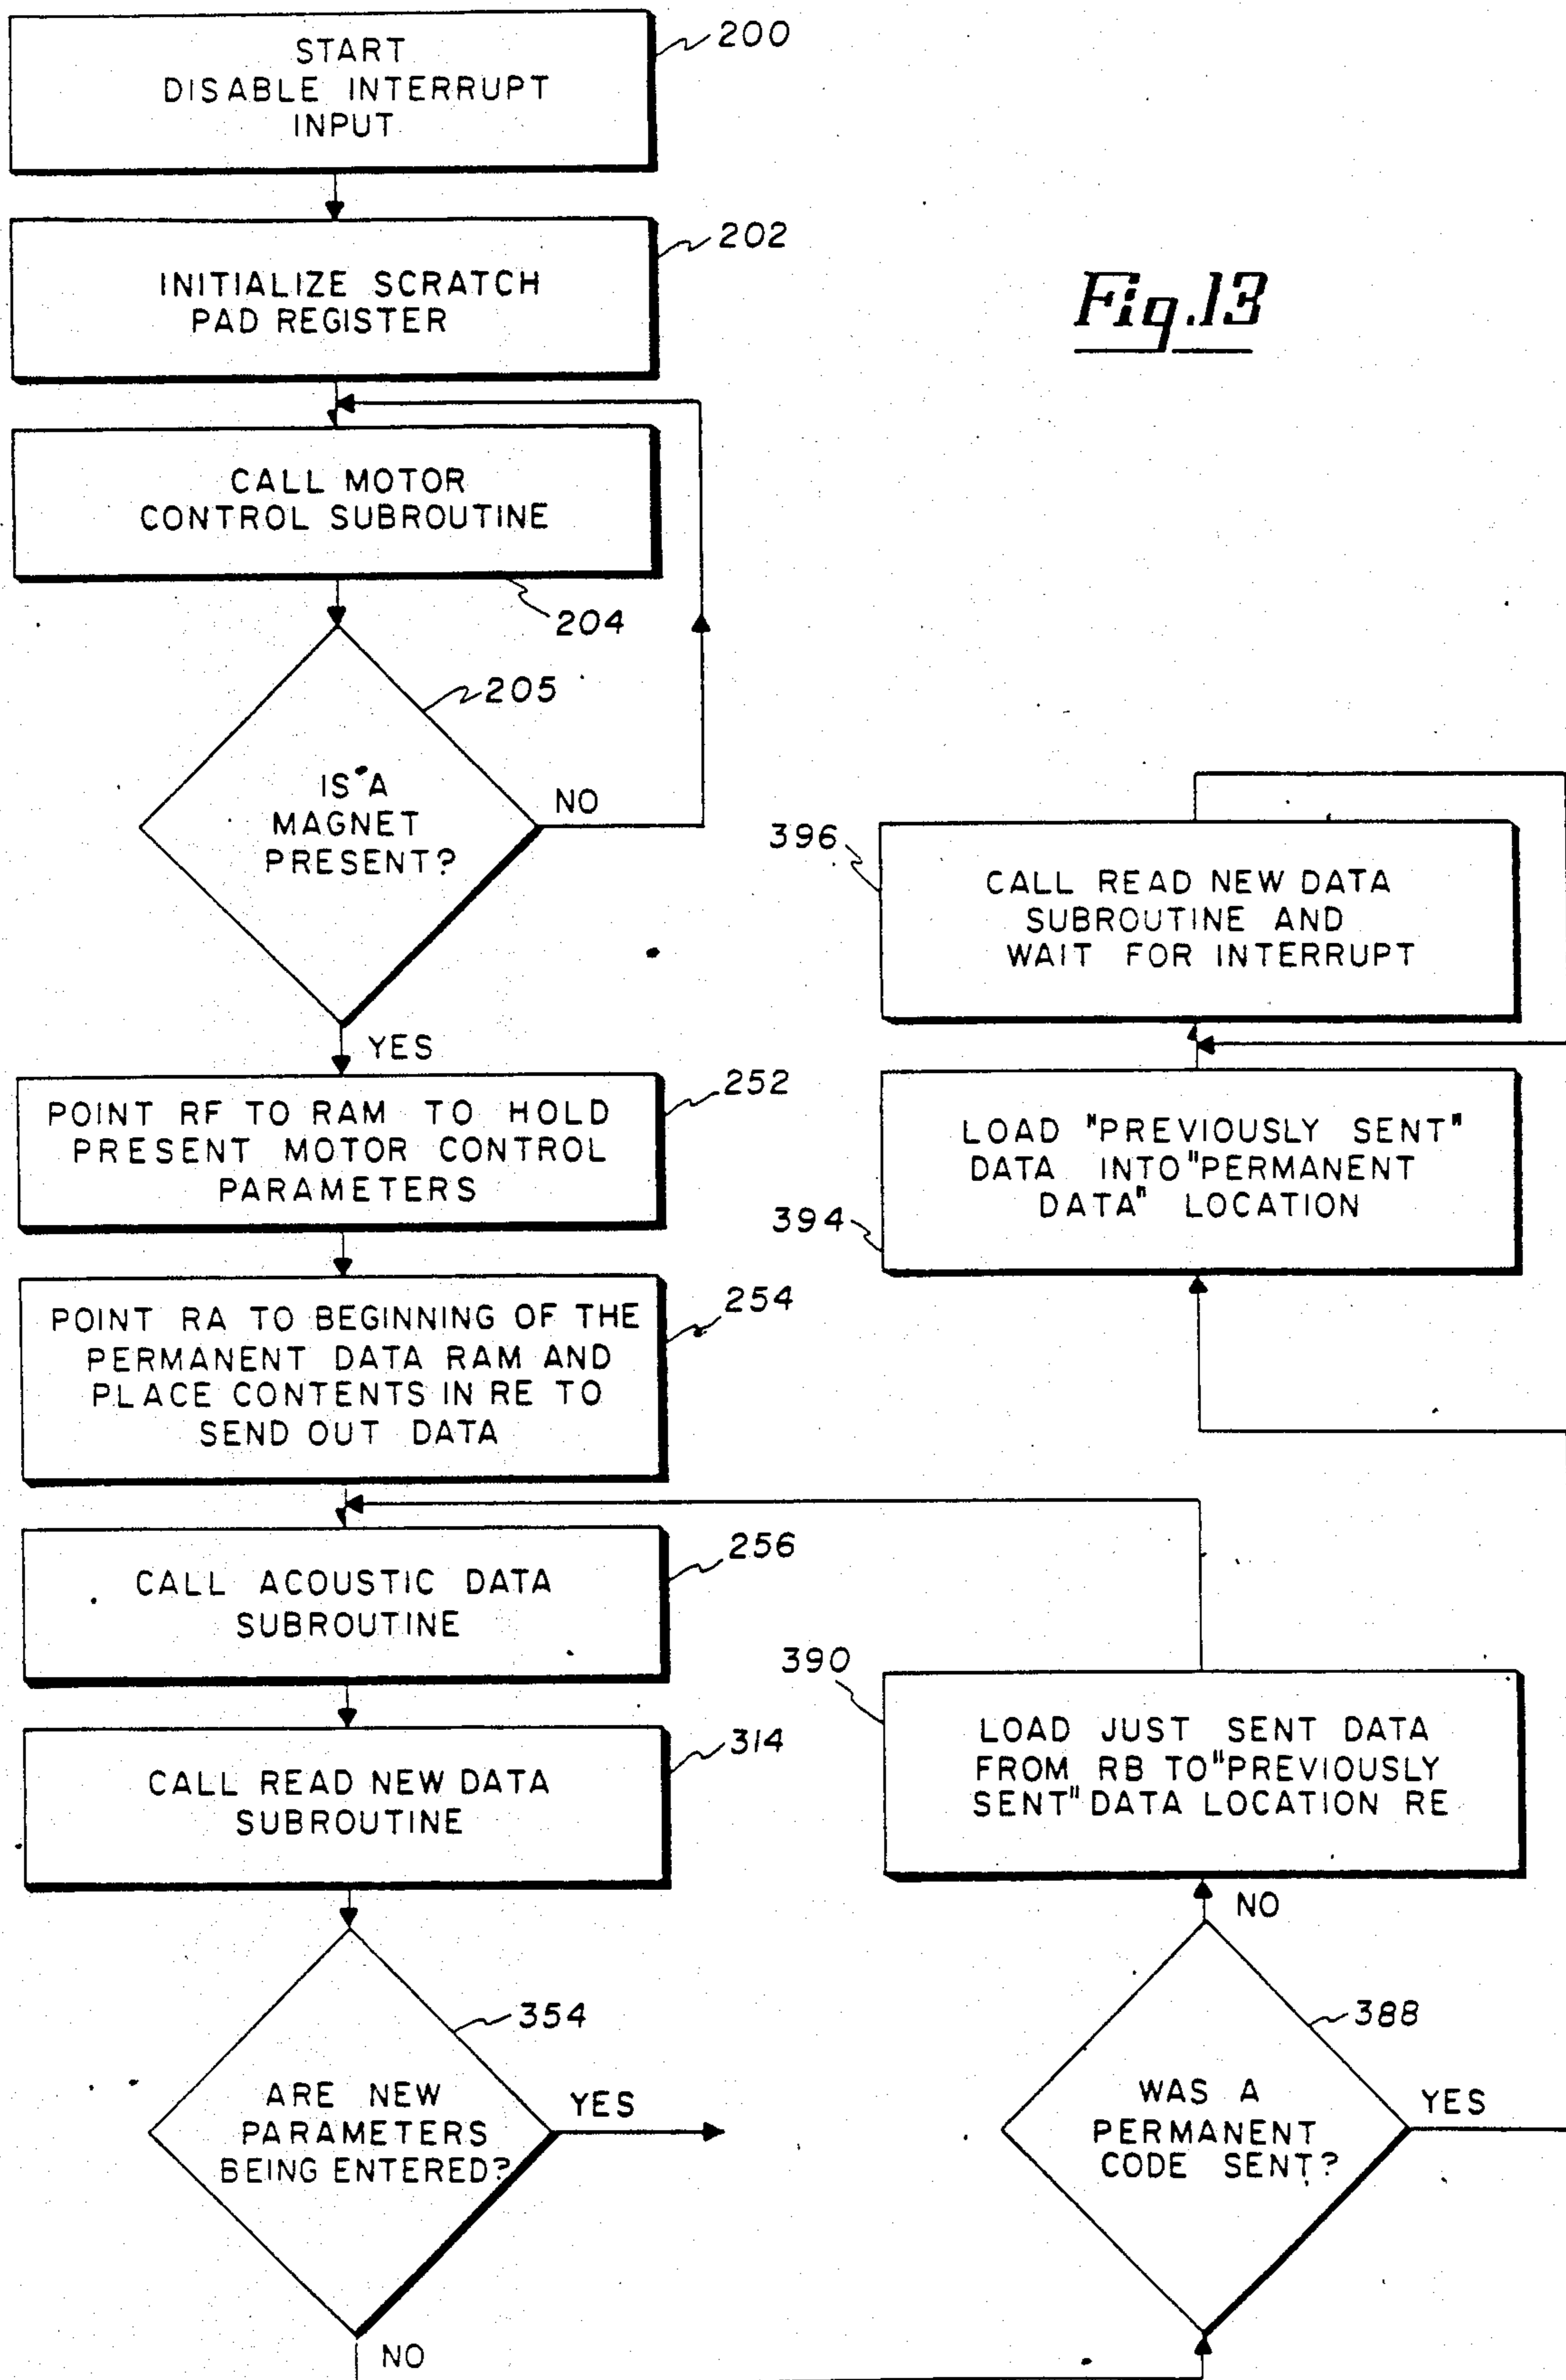 START
DISABLE INTERRUPT
INPUT
200
INITIALIZE SCRATCH
PAD REGISTER
202
Fig.13
CALL MOTOR
CONTROL SUBROUTINE
204
205
IS A
MAGNET
PRESENT?
NO
YES
POINT RF TO RAM TO HOLD
PRESENT MOTOR CONTROL
PARAMETERS
252
POINT RA TO BEGINNING OF THE
PERMANENT DATA RAM AND
PLACE CONTENTS IN RE TO
SEND OUT DATA
254
CALL ACOUSTIC DATA
SUBROUTINE
256
CALL READ NEW DATA
SUBROUTINE
314
354
ARE NEW
PARAMETERS
BEING ENTERED?
YES
NO
396
CALL READ NEW DATA
SUBROUTINE AND
WAIT FOR INTERRUPT
LOAD "PREVIOUSLY SENT"
DATA INTO "PERMANENT
DATA" LOCATION
394
390
LOAD JUST SENT DATA
FROM RB TO "PREVIOUSLY
SENT" DATA LOCATION RE
NO
388
WAS A
PERMANENT
CODE SENT?
YES